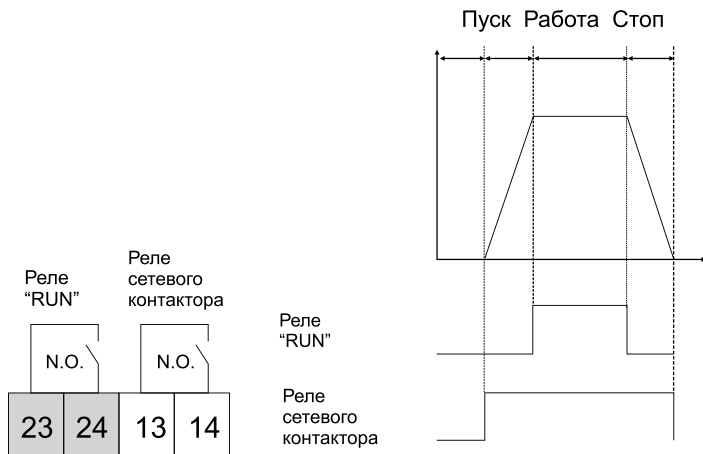 Пуск Работа Стоп
Реле
“RUN”
Реле
сетевого
контактора
N.O.
N.O.
23 24 13 14
Реле
“RUN”
Реле
сетевого
контактора